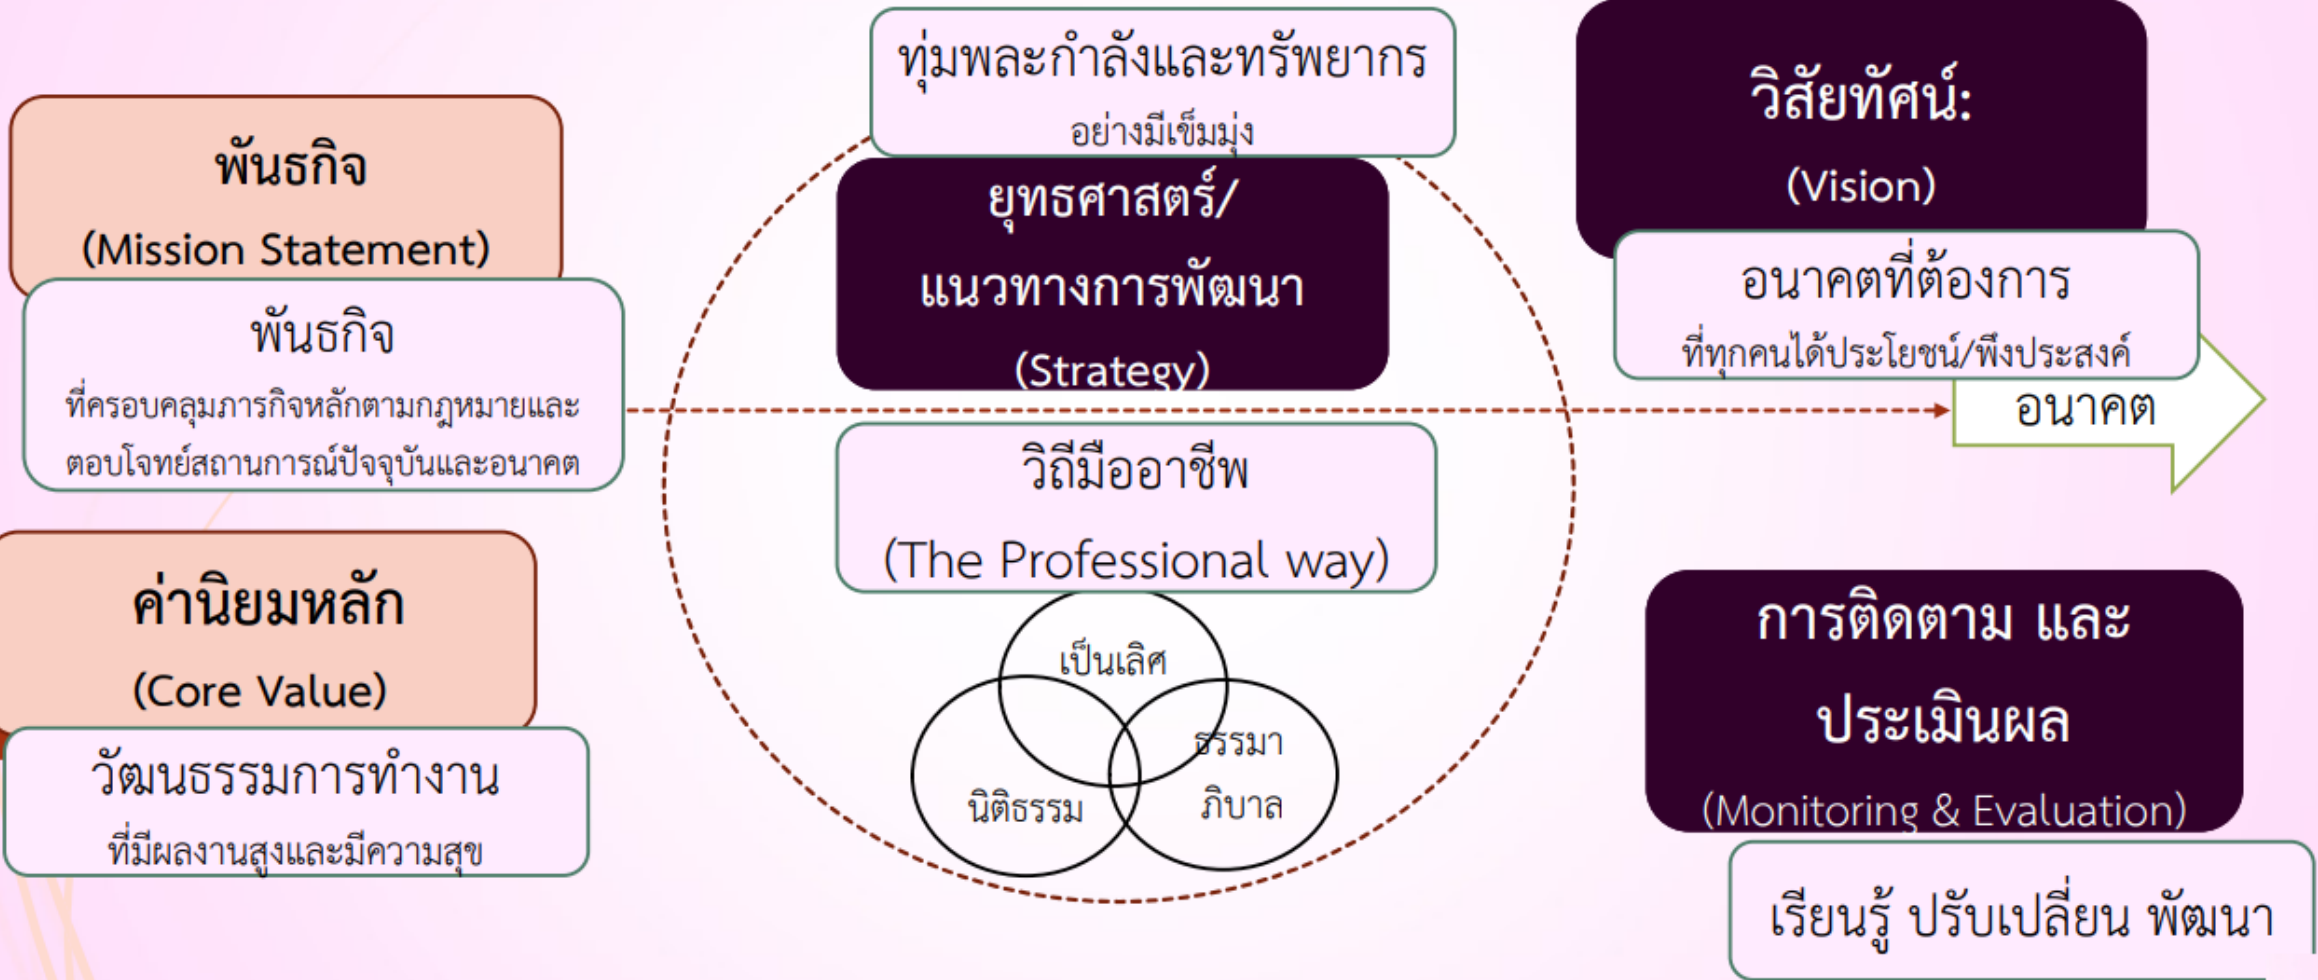 พันธกิจ
(Mission Statement)
พันธกิจ
ที่ครอบคลุมภารกิจหลักตามกฎหมายและ
ตอบโจทย์สถานการณ์ปัจจุบันและอนาคต
ค่านิยมหลัก
(Core Value)
วัฒนธรรมการทำงาน
ที่มีผลงานสูงและมีความสุข
ทุ่มพละกำลังและทรัพยากร
อย่างมีเข็มมุ่ง
ยุทธศาสตร์/
แนวทางการพัฒนา
(Strategy)
วิถีมืออาชีพ
(The Professional way)
เป็นเลิศ
นิติธรรม
ธรรมา
ภิบาล
วิสัยทัศน์:
(Vision)
อนาคตที่ต้องการ
ที่ทุกคนได้ประโยชน์/พึงประสงค์
อนาคต
การติดตาม และ
ประเมินผล
(Monitoring & Evaluation)
เรียนรู้ ปรับเปลี่ยน พัฒนา